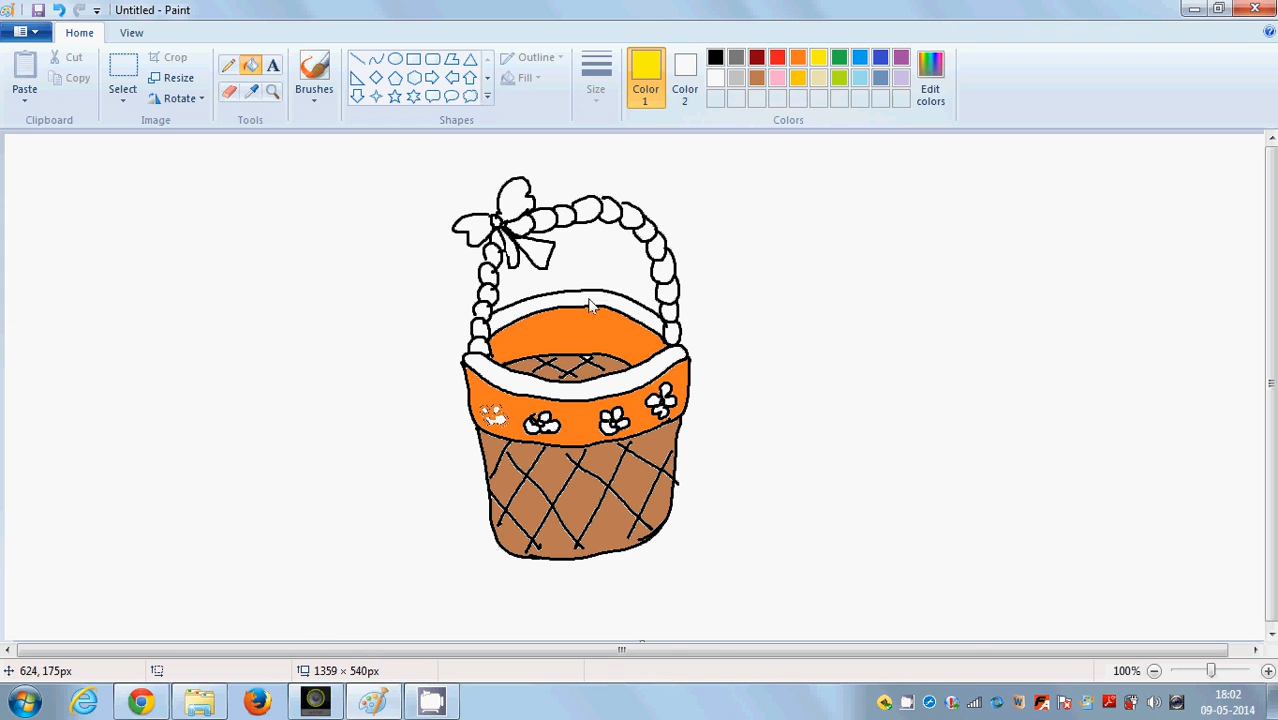 Untitled - Paint
Home
View
Paste
Cut
Copy
Clipboard
Select
Crop
Resize
Rotate
Image
A
Tools
Brushes
Shapes
Outline
Fill
Size
Color
1
Color
2
Edit
colors
Colors
624, 175px
1359 × 540px
100%
18:02
09-05-2014